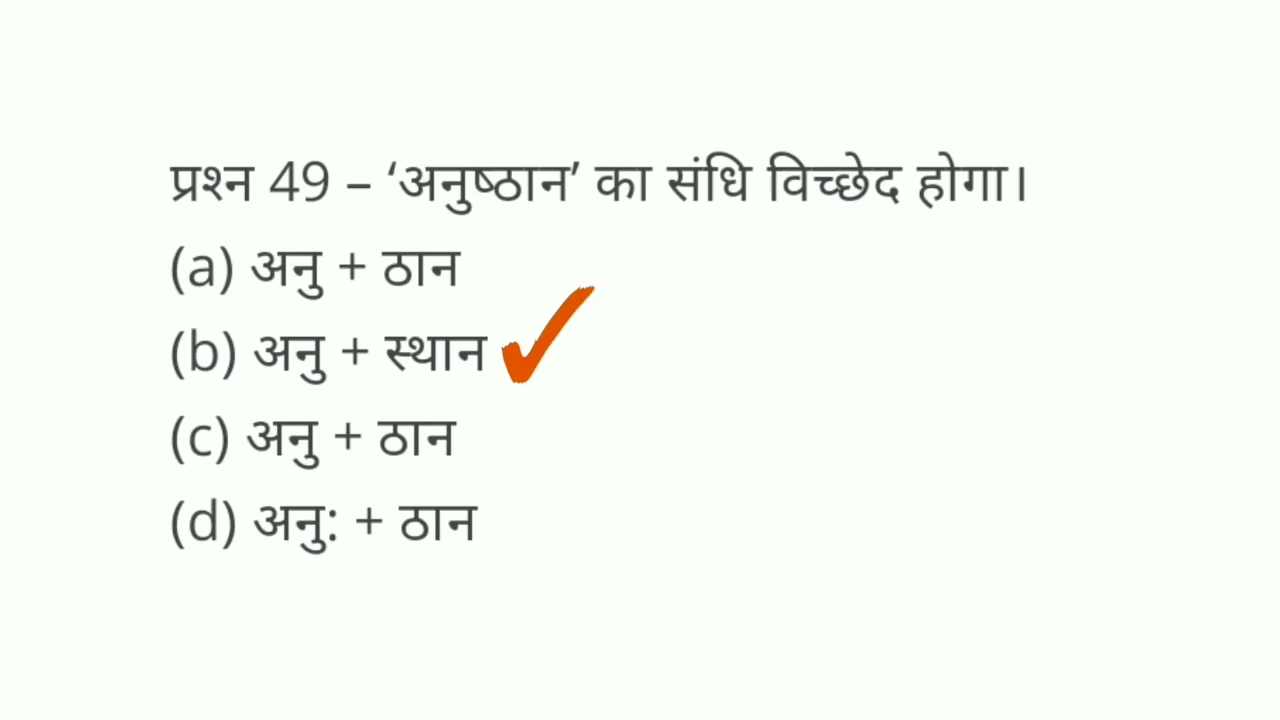 प्रश्न 49 – ‘अनुष्ठान’ का संधि विच्छेद होगा।
(a) अनु + ठान
(b) अनु + स्थान
(c) अनु + ठान
(d) अनु: + ठान